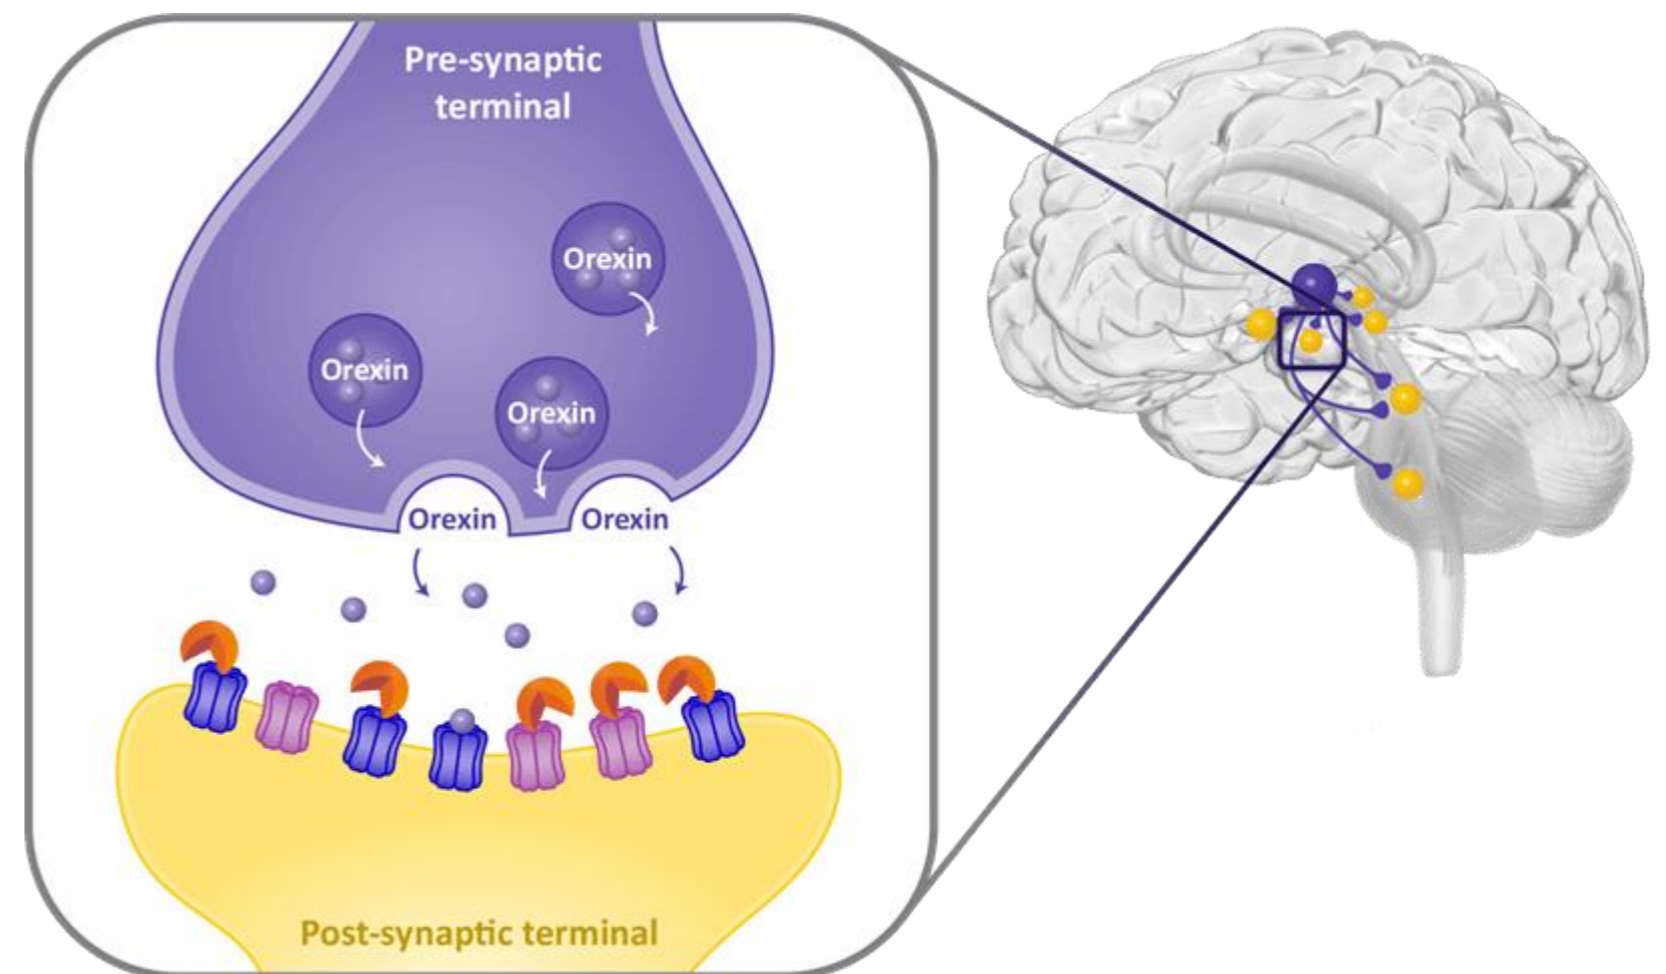 Pre-synaptic
terminal
Orexin
Orexin
Orexin
Orexin
Orexin
Post-synaptic terminal